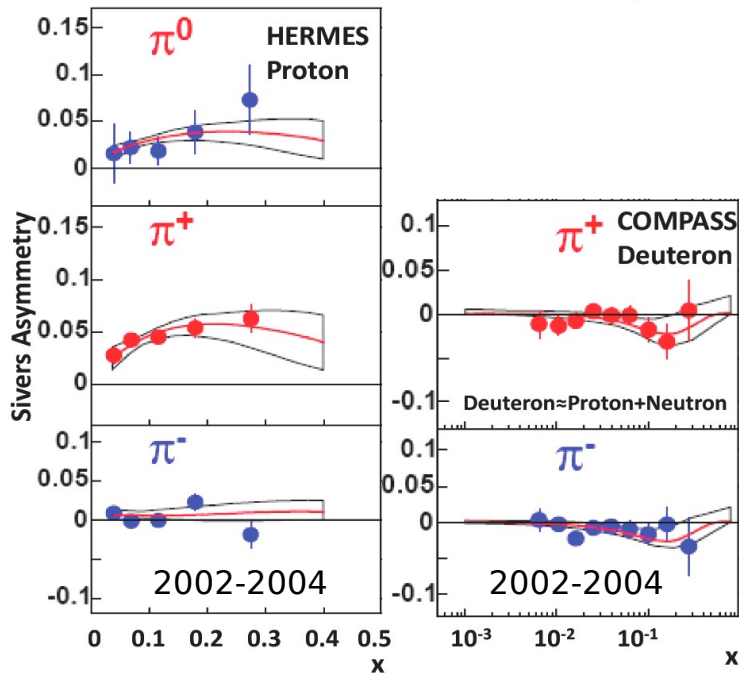 0.15
π⁰
HERMES
Proton
0.1
0.05
0
Sivers Asymmetry
0.15
π⁺
0.1
0.05
0
0.1
π⁻
0.05
0
-0.1
2002-2004
0 0.1 0.2 0.3 0.4 0.5
x
0.1
π⁺
COMPASS
Deuteron
0.05
0
-0.1
Deuteron≈Proton+Neutron
0.1
π⁻
0.05
0
-0.1
2002-2004
10⁻³ 10⁻² 10⁻¹
x